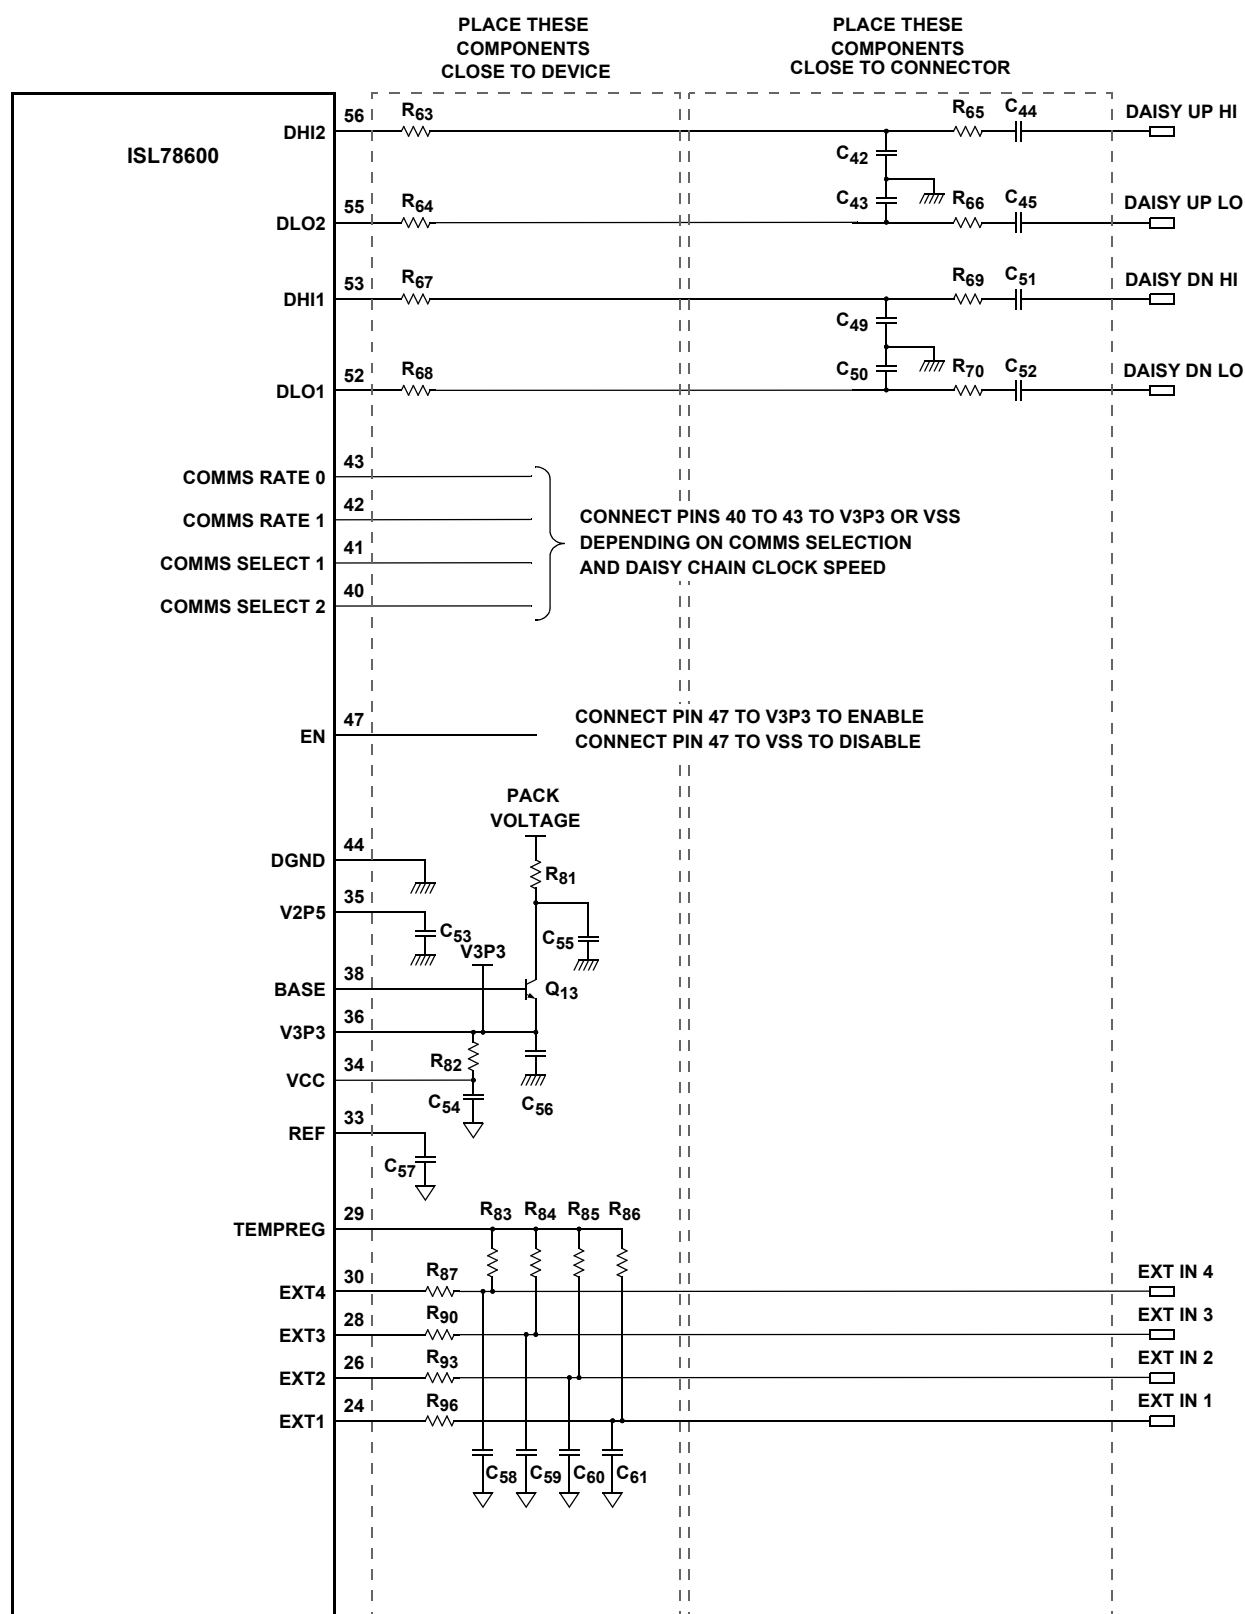 PLACE THESE
COMPONENTS
CLOSE TO DEVICE
PLACE THESE
COMPONENTS
CLOSE TO CONNECTOR
ISL78600
DHI2
56
R63
R65
C44
DAISY UP HI
C42
DLO2
55
R64
C43
R66
C45
DAISY UP LO
DHI1
53
R67
R69
C51
DAISY DN HI
C49
DLO1
52
R68
C50
R70
C52
DAISY DN LO
COMMS RATE 0
43
COMMS RATE 1
42
COMMS SELECT 1
41
COMMS SELECT 2
40
CONNECT PINS 40 TO 43 TO V3P3 OR VSS
DEPENDING ON COMMS SELECTION
AND DAISY CHAIN CLOCK SPEED
EN
47
CONNECT PIN 47 TO V3P3 TO ENABLE
CONNECT PIN 47 TO VSS TO DISABLE
PACK
VOLTAGE
DGND
44
R81
V2P5
35
C53
V3P3
C55
BASE
38
Q13
V3P3
36
R82
VCC
34
C54
C56
REF
33
C57
TEMPREG
29
R83
R84
R85
R86
EXT4
30
R87
EXT IN 4
EXT3
28
R90
EXT IN 3
EXT2
26
R93
EXT IN 2
EXT1
24
R96
EXT IN 1
C58
C59
C60
C61